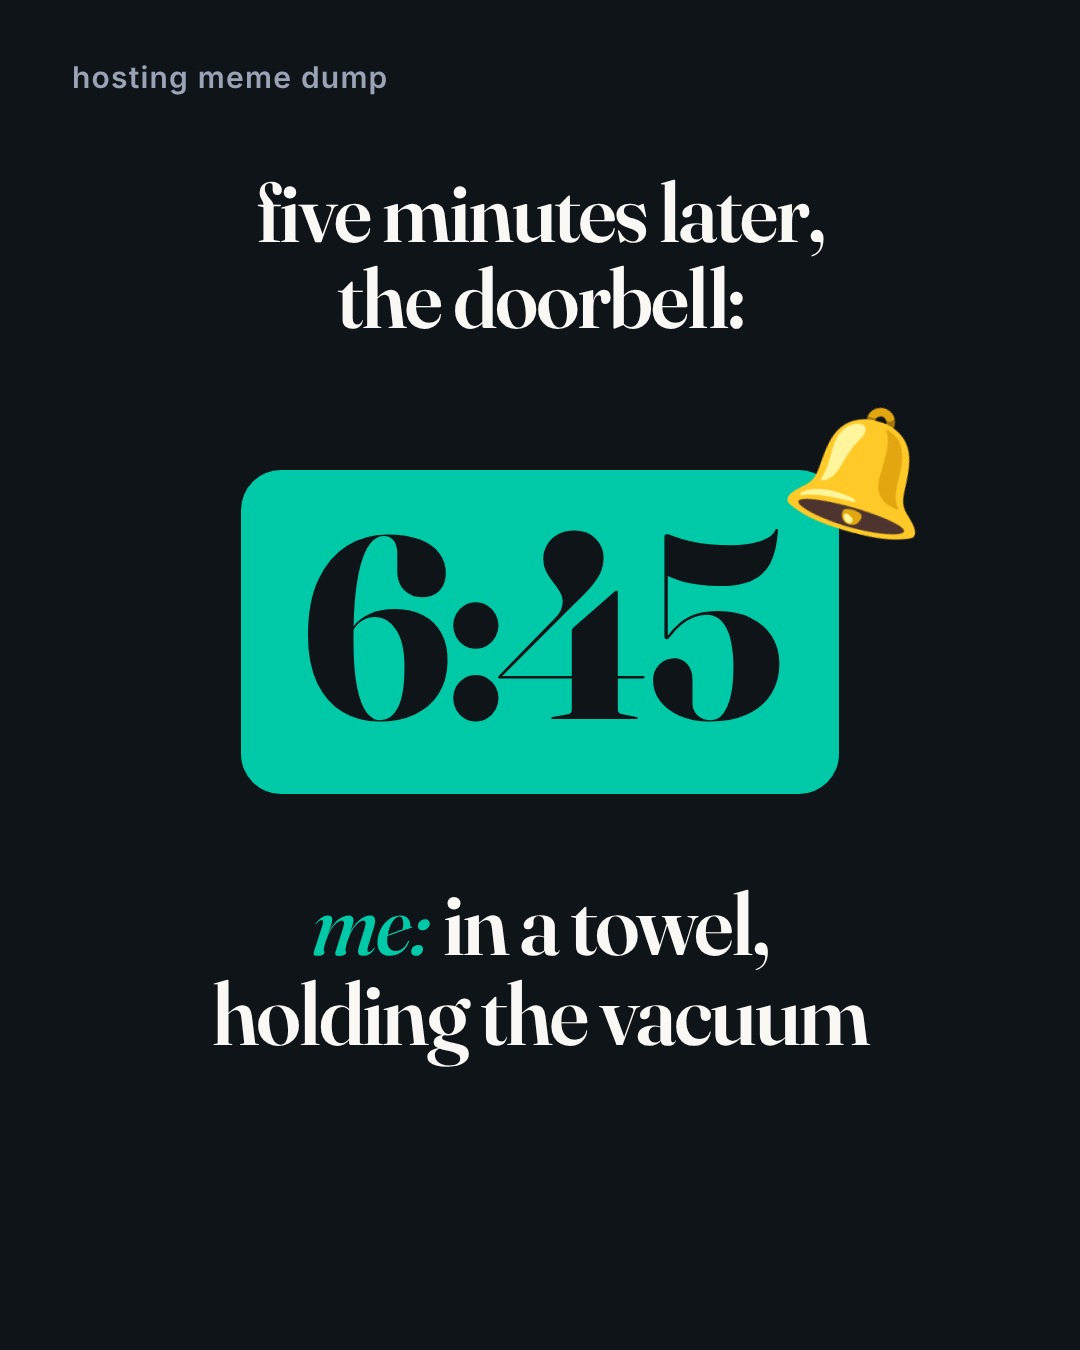 hosting meme dump
five minutes later,
the doorbell:
6:45
me: in a towel,
holding the vacuum